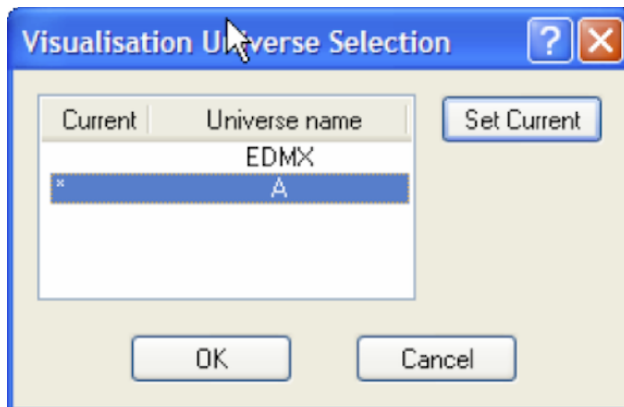 Visualisation Universe Selection
Current Universe name Set Current
EDMX
* A
OK Cancel